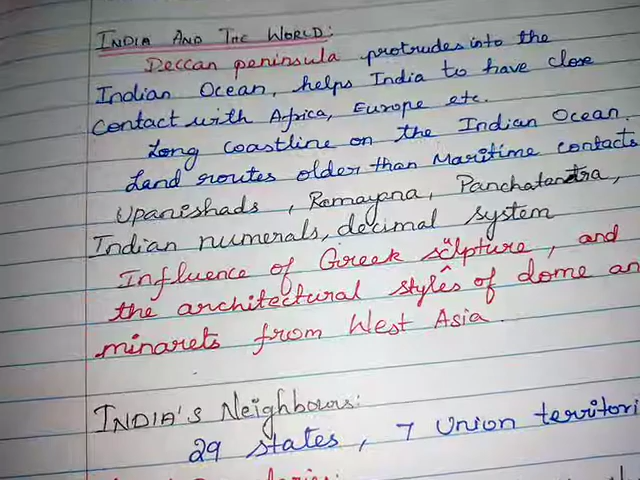 INDIA AND THE WORLD:
Deccan peninsula protrudes into the
Indian Ocean, helps India to have close
contact with Africa, Europe etc.
Long coastline on the Indian Ocean.
Land routes older than Maritime contacts
Upanishads, Ramayana, Panchatantra,
Indian numerals, decimal system
Influence of Greek sculpture, and
the architectural styles of dome an
minarets from West Asia
INDIA'S Neighbours:
29 states, 7 Union territori